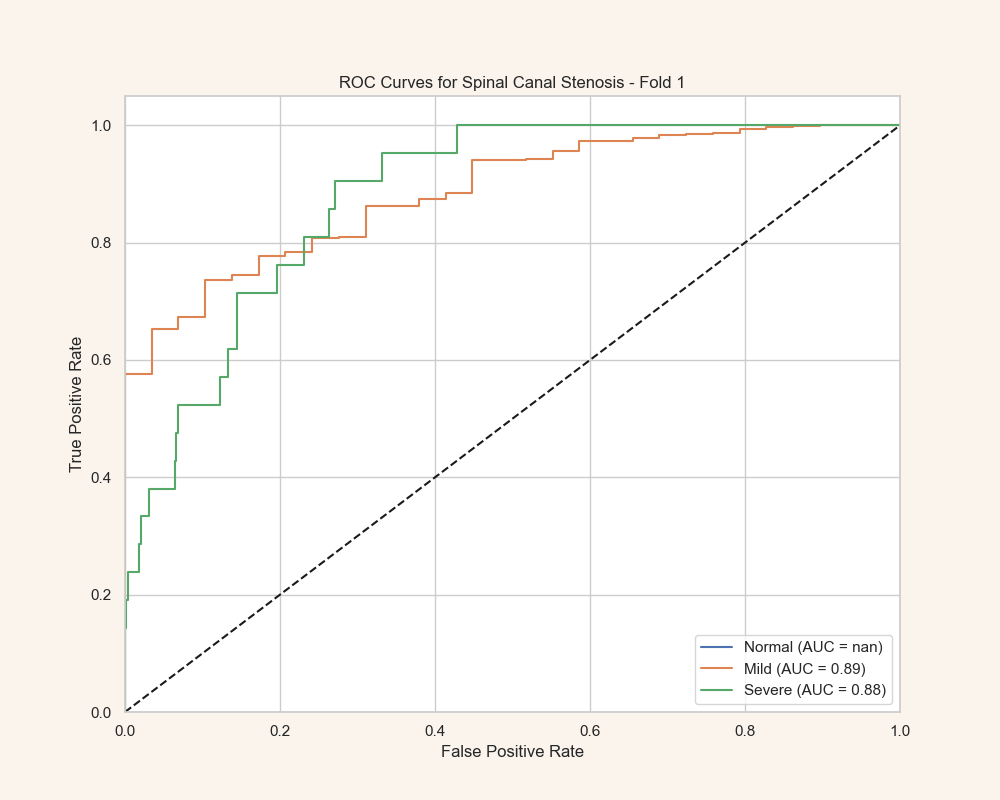 ROC Curves for Spinal Canal Stenosis - Fold 1
True Positive Rate
1.0
0.8
0.6
0.4
0.2
0.0
Normal (AUC = nan)
Mild (AUC = 0.89)
Severe (AUC = 0.88)
0.0 0.2 0.4 0.6 0.8 1.0
False Positive Rate